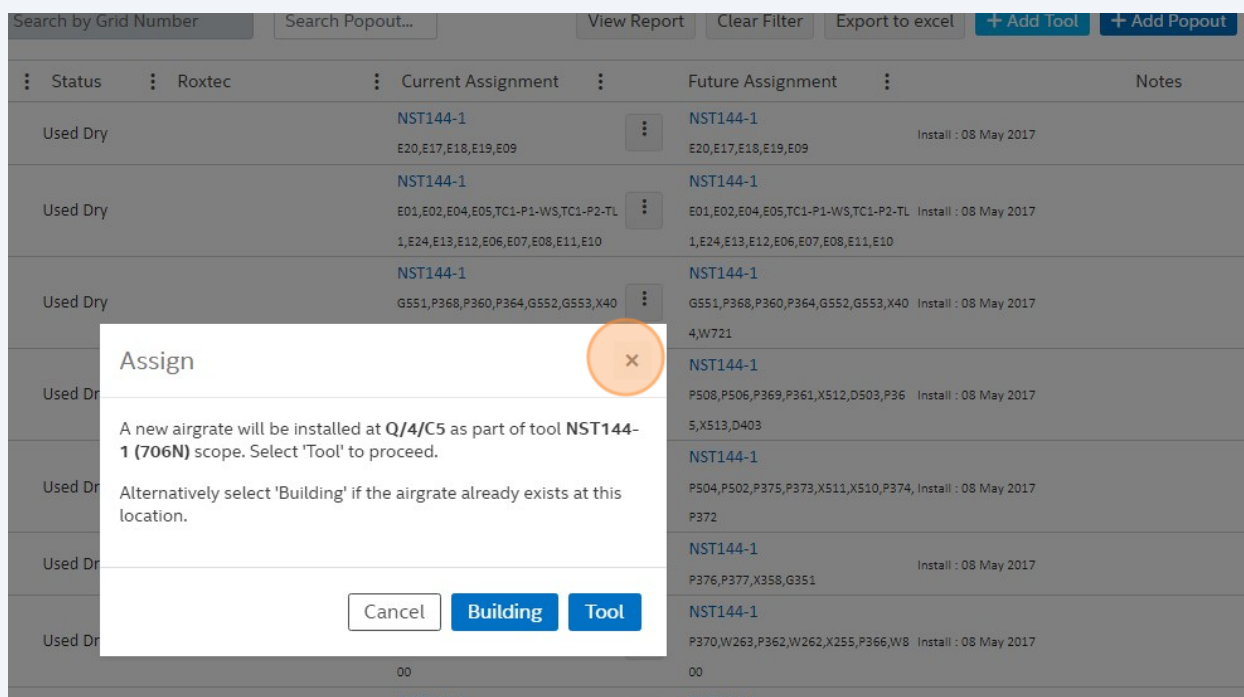 Search by Grid Number Search Popout... View Report Clear Filter Export to excel + Add Tool + Add Popout
Status Roxtec Current Assignment Future Assignment Notes
Used Dry
NST144-1
E20,E17,E18,E19,E09
NST144-1
E20,E17,E18,E19,E09
Install : 08 May 2017
Used Dry
NST144-1
E01,E02,E04,E05,TC1-P1-WS,TC1-P2-TL
1,E24,E13,E12,E06,E07,E08,E11,E10
NST144-1
E01,E02,E04,E05,TC1-P1-WS,TC1-P2-TL
1,E24,E13,E12,E06,E07,E08,E11,E10
Install : 08 May 2017
Used Dry
NST144-1
G551,P368,P360,P364,G552,G553,X40
NST144-1
G551,P368,P360,P364,G552,G553,X40
4,W721
Install : 08 May 2017
Used Dr
NST144-1
P508,P506,P369,P361,X512,D503,P36
5,X513,D403
Install : 08 May 2017
Used Dr
NST144-1
P504,P502,P375,P373,X511,X510,P374,
P372
Install : 08 May 2017
Used Dr
NST144-1
P376,P377,X358,G351
Install : 08 May 2017
Used Dr
00
NST144-1
P370,W263,P362,W262,X255,P366,W8
00
Install : 08 May 2017
Assign ×
A new airgrate will be installed at Q/4/C5 as part of tool NST144-
1 (706N) scope. Select 'Tool' to proceed.
Alternatively select 'Building' if the airgrate already exists at this
location.
Cancel Building Tool